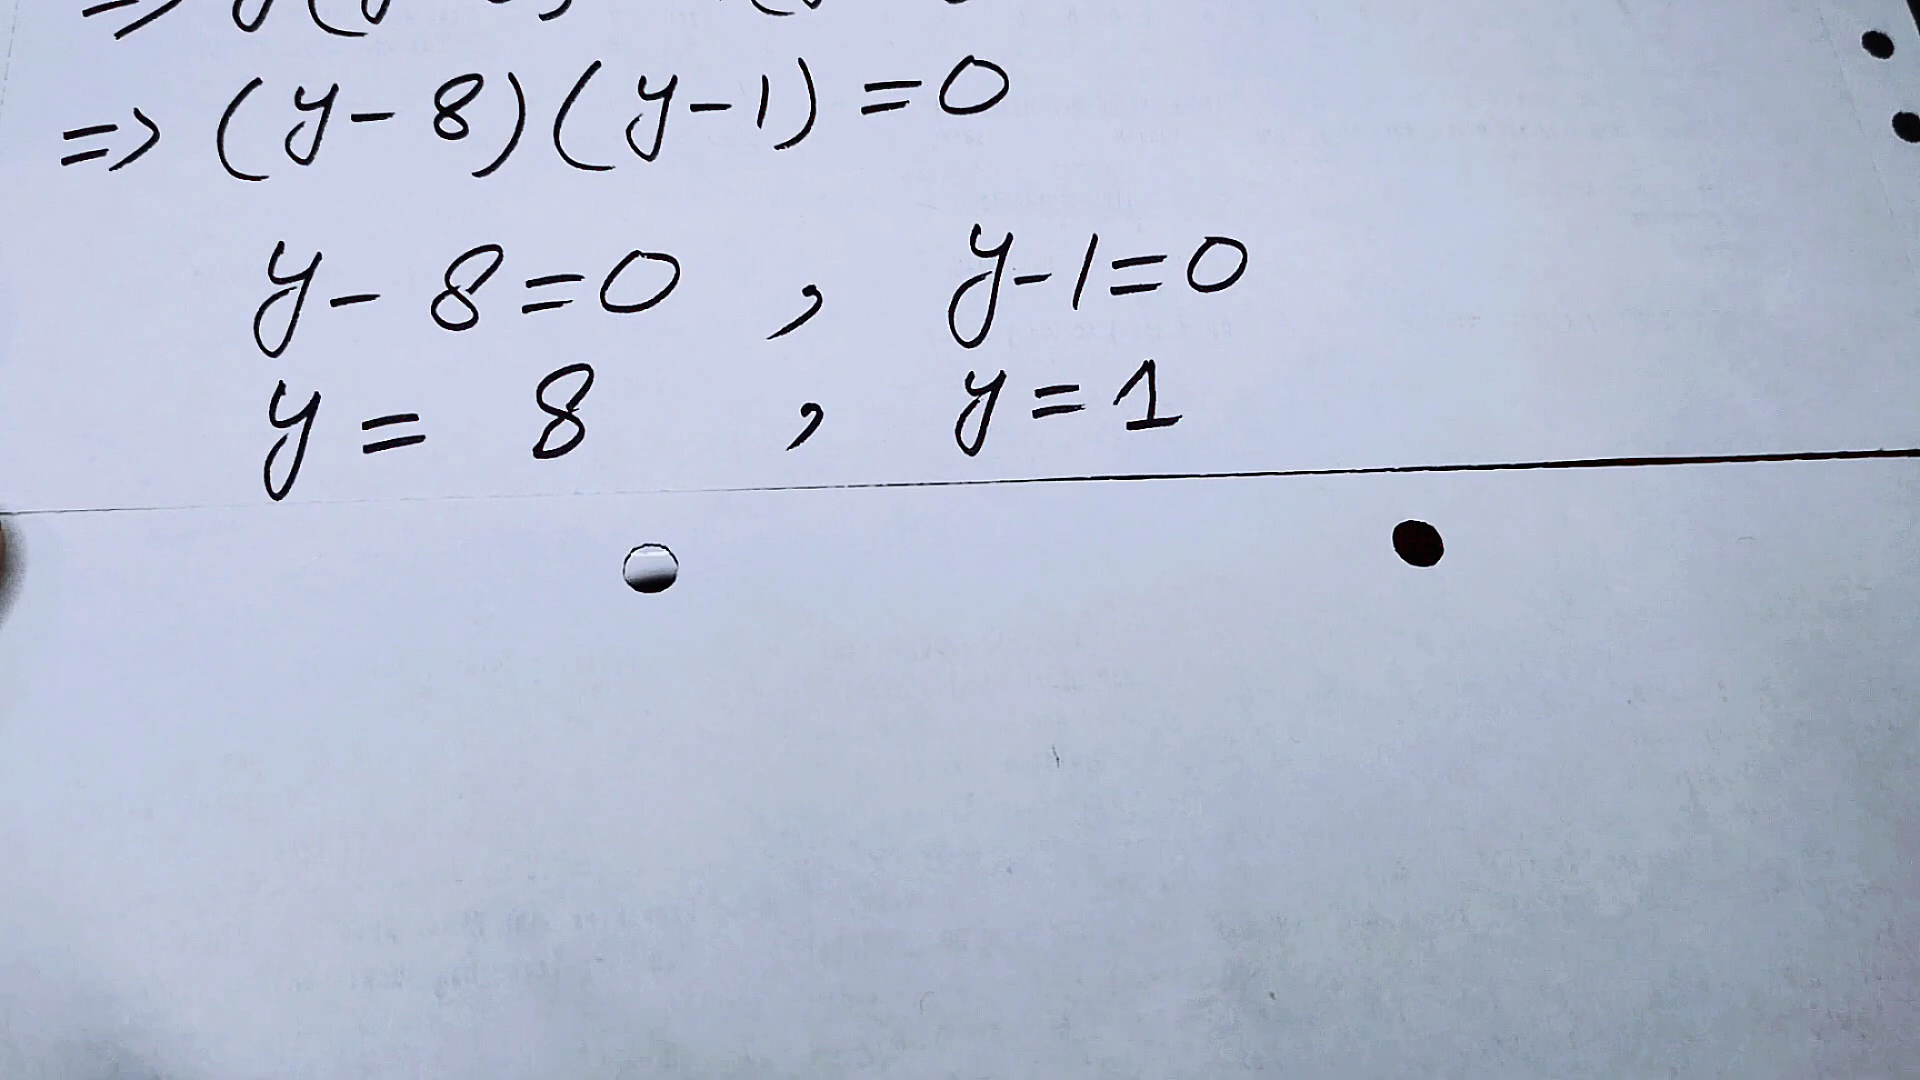 => (y - 8) (y - 1) = 0
y - 8 = 0 , y - 1 = 0
y = 8 , y = 1